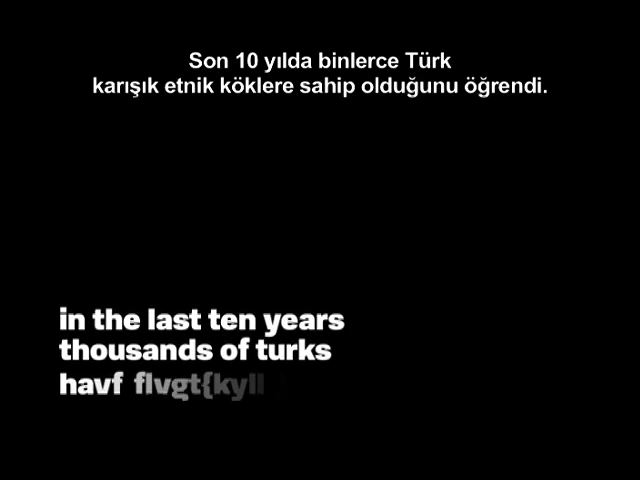 Son 10 yılda binlerce Türk
karışık etnik köklere sahip olduğunu öğrendi.
in the last ten years
thousands of turks
havf